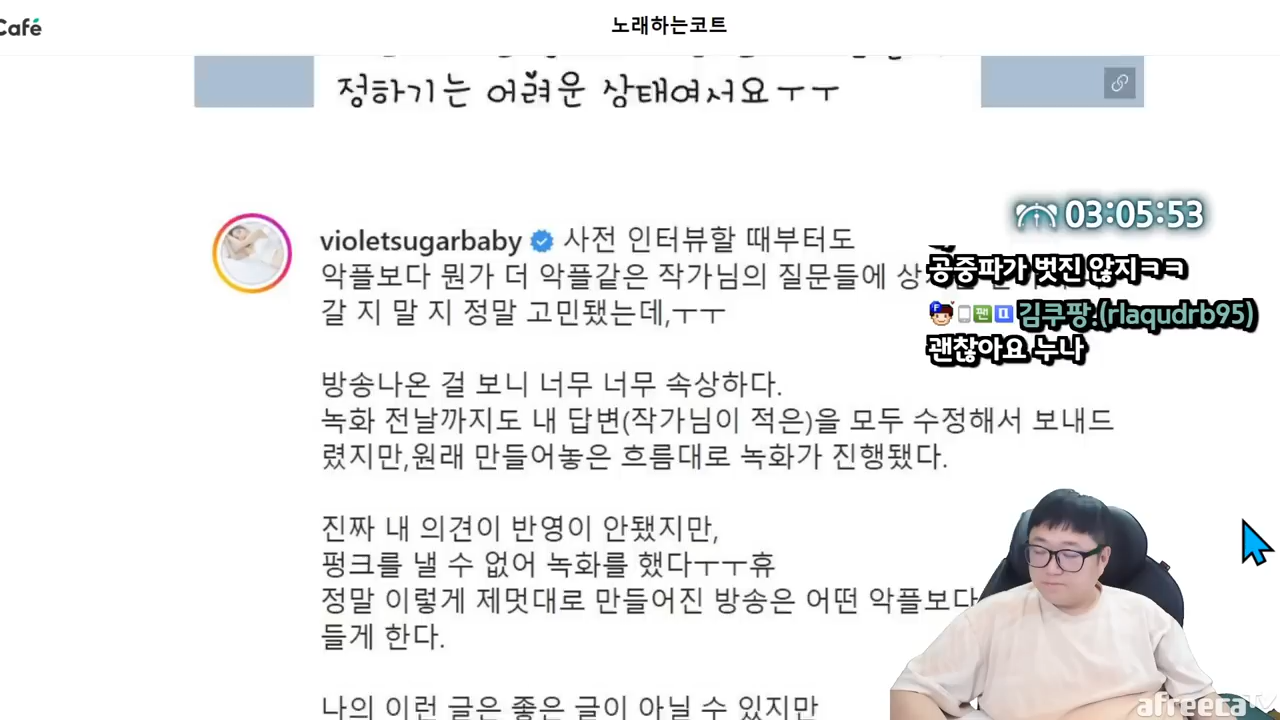 Café
노래하는코트
정하기는 어려운 상태여서요ㅜㅜ
violetsugarbaby 사전 인터뷰할 때부터도
악플보다 뭔가 더 악플같은 작가님의 질문들에 상
갈 지 말 지 정말 고민됐는데,ㅜㅜ
방송나온 걸 보니 너무 너무 속상하다.
녹화 전날까지도 내 답변(작가님이 적은)을 모두 수정해서 보내드
렸지만,원래 만들어놓은 흐름대로 녹화가 진행됐다.
진짜 내 의견이 반영이 안됐지만,
펑크를 낼 수 없어 녹화를 했다ㅜㅜ휴
정말 이렇게 제멋대로 만들어진 방송은 어떤 악플보다
들게 한다.
나의 이런 글은 좋은 글이 아닐 수 있지만
03:05:53
공중파가 벗진 않지ㅋㅋ
F 팬 김쿠팡.(rlaqudrb95)
괜찮아요 누나
afreecaTV